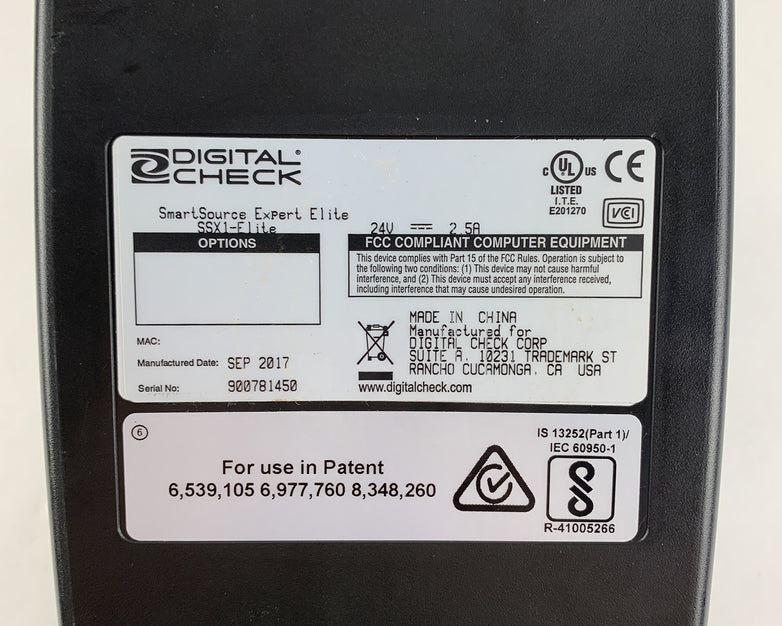 DIGITAL®
CHECK
C UL US CE
LISTED
I.T.E.
E201270
VCI
SmartSource Expert Elite
SSX1-Elite
24V 2.5A
OPTIONS
FCC COMPLIANT COMPUTER EQUIPMENT
This device complies with Part 15 of the FCC Rules. Operation is subject to
the following two conditions: (1) This device may not cause harmful
interference, and (2) This device must accept any interference received,
including interference that may cause undesired operation.
MAC:
Manufactured Date: SEP 2017
Serial No: 900781450
MADE IN CHINA
Manufactured for
DIGITAL CHECK CORP
SUITE A, 10231 TRADEMARK ST
RANCHO CUCAMONGA, CA USA
www.digitalcheck.com
6
For use in Patent
6,539,105 6,977,760 8,348,260
IS 13252(Part 1)/
IEC 60950-1
R-41005266